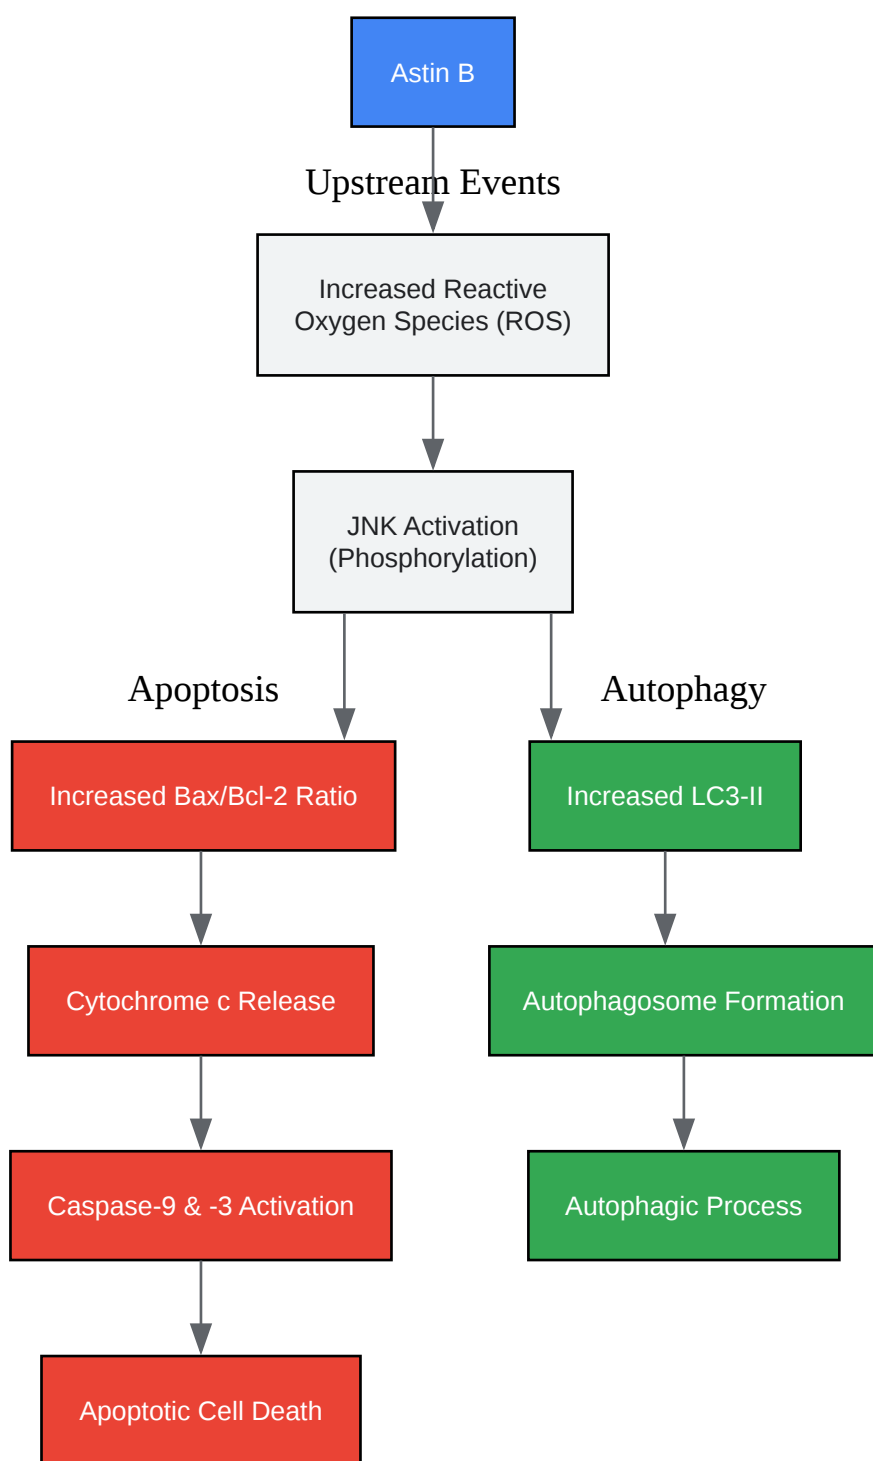 Astin B
Upstream Events
Increased Reactive
Oxygen Species (ROS)
JNK Activation
(Phosphorylation)
Apoptosis
Autophagy
Increased Bax/Bcl-2 Ratio
Increased LC3-II
Cytochrome c Release
Autophagosome Formation
Caspase-9 & -3 Activation
Autophagic Process
Apoptotic Cell Death